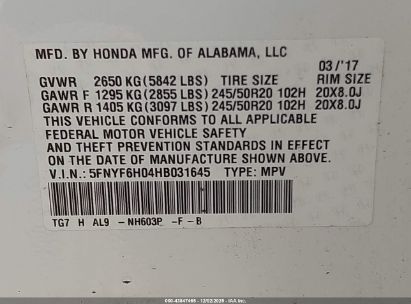 MFD. BY HONDA MFG. OF ALABAMA, LLC
03 /'17
GVWR 2650 KG (5842 LBS) TIRE SIZE RIM SIZE
GAWR F 1295 KG (2855 LBS) 245/50R20 102H 20X8.0J
GAWR R 1405 KG (3097 LBS) 245/50R20 102H 20X8.0J
THIS VEHICLE CONFORMS TO ALL APPLICABLE
FEDERAL MOTOR VEHICLE SAFETY
AND THEFT PREVENTION STANDARDS IN EFFECT
ON THE DATE OF MANUFACTURE SHOWN ABOVE.
V.I.N.: 5FNYF6H04HB031645 TYPE: MPV
TG7 H AL9 - NH603P -F - B